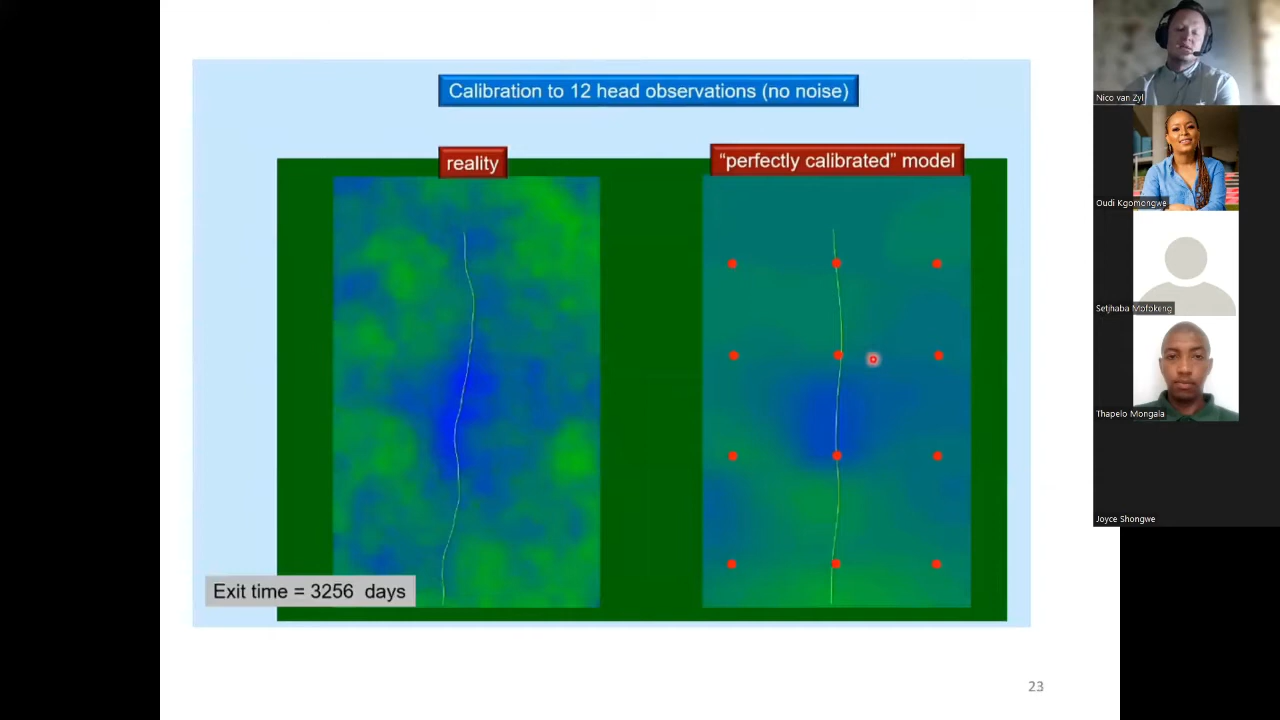 Calibration to 12 head observations (no noise)
reality
“perfectly calibrated” model
Exit time = 3256 days
23
Nico van Zyl
Oudi Kgomongwe
Setjhaba Mofokeng
Thapelo Mongala
Joyce Shongwe